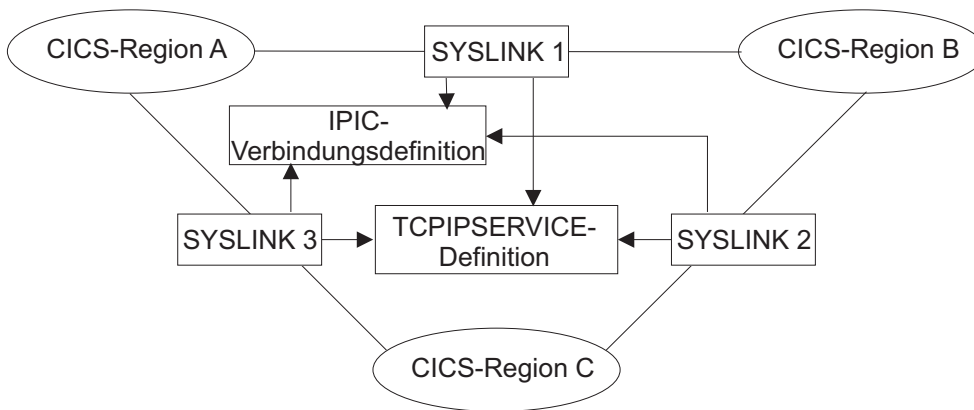 CICS-Region A
SYSLINK 1
CICS-Region B
IPIC-
Verbindungsdefinition
SYSLINK 3
TCPIPSERVICE-
Definition
SYSLINK 2
CICS-Region C